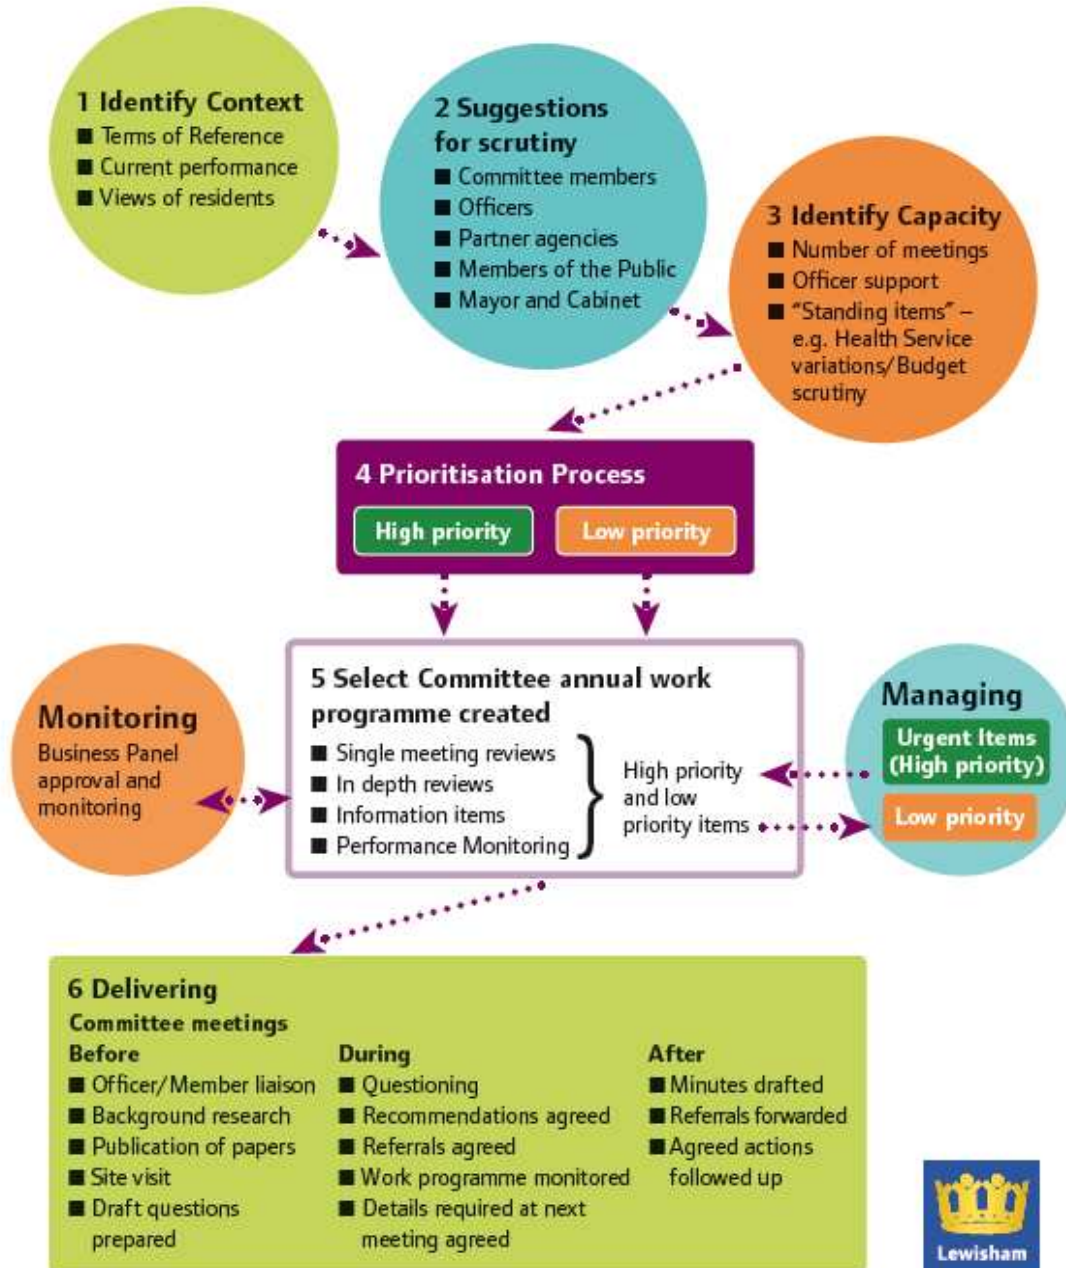 1 Identify Context
■ Terms of Reference
■ Current performance
■ Views of residents
2 Suggestions
for scrutiny
■ Committee members
■ Officers
■ Partner agencies
■ Members of the Public
■ Mayor and Cabinet
3 Identify Capacity
■ Number of meetings
■ Officer support
■ “Standing items” –
e.g. Health Service
variations/Budget
scrutiny
4 Prioritisation Process
High priority
Low priority
Monitoring
Business Panel
approval and
monitoring
5 Select Committee annual work
programme created
■ Single meeting reviews
■ In depth reviews
■ Information items
■ Performance Monitoring
High priority
and low
priority items
Managing
Urgent Items
(High priority)
Low priority
6 Delivering
Committee meetings
Before
■ Officer/Member liaison
■ Background research
■ Publication of papers
■ Site visit
■ Draft questions
prepared
During
■ Questioning
■ Recommendations agreed
■ Referrals agreed
■ Work programme monitored
■ Details required at next
meeting agreed
After
■ Minutes drafted
■ Referrals forwarded
■ Agreed actions
followed up
Lewisham